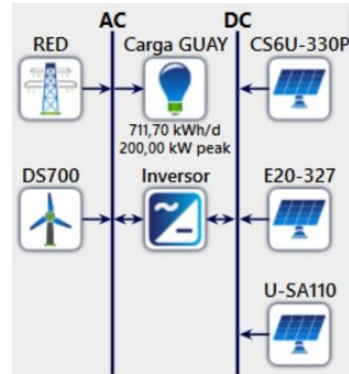 AC
DC
RED
Carga GUAY
CS6U-330P
711,70 kWh/d
200,00 kW peak
DS700
Inversor
E20-327
U-SA110